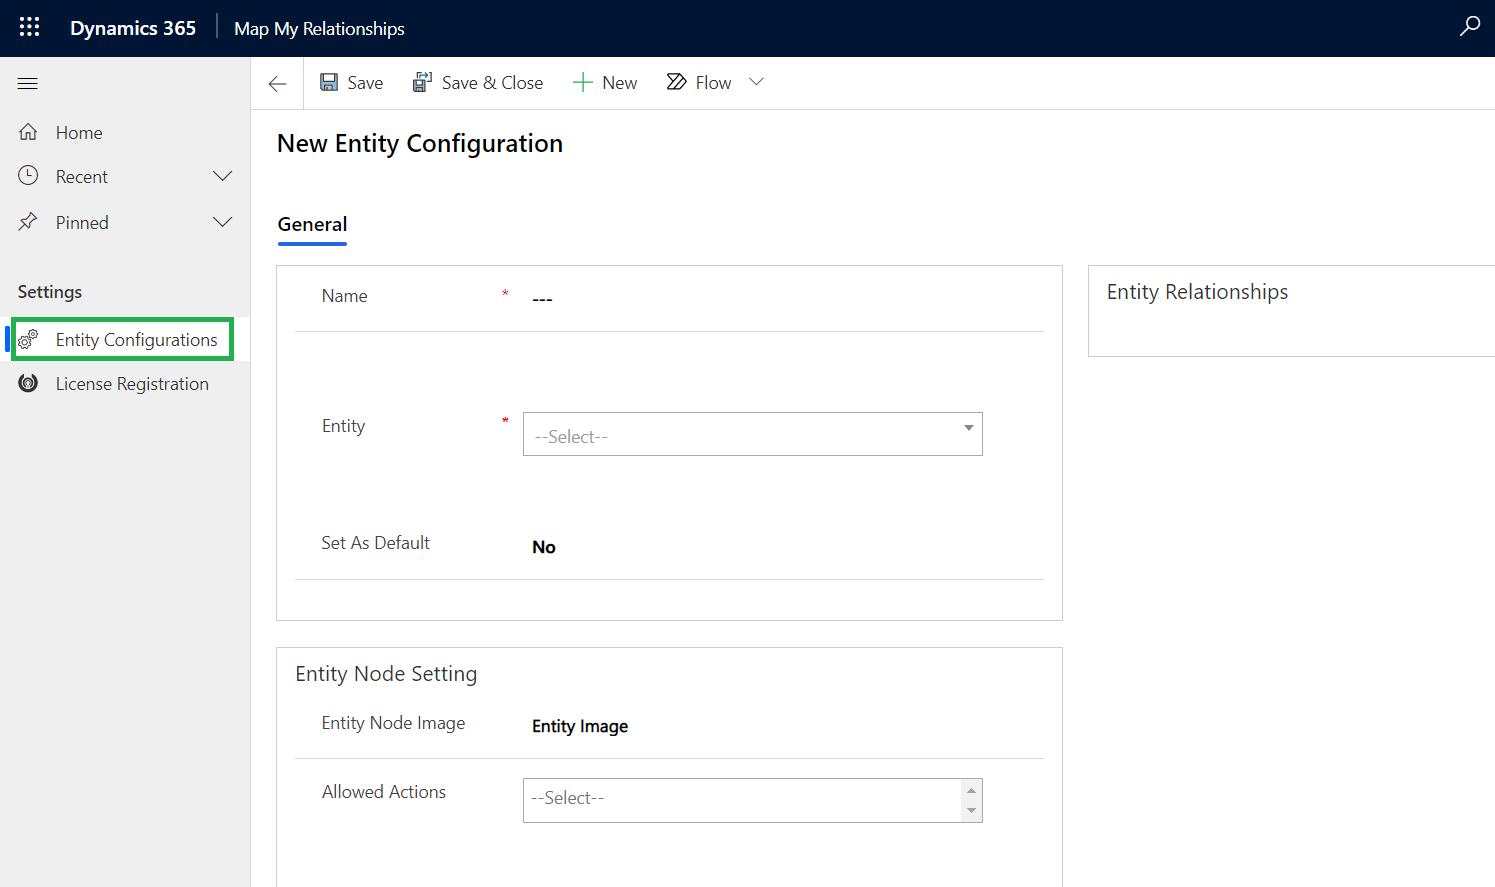 Dynamics 365 Map My Relationships
Save Save & Close New Flow
Home
Recent
Pinned
Settings
Entity Configurations
License Registration
New Entity Configuration
General
Name * ---
Entity * --Select--
Set As Default No
Entity Relationships
Entity Node Setting
Entity Node Image Entity Image
Allowed Actions --Select--